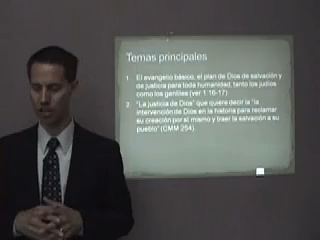 Temas principales
1. El evangelio básico, el plan de Dios de salvación y
de justicia para toda humanidad, tanto los judíos
como los gentiles (ver 1:16-17)
2. "La justicia de Dios" que quiere decir la "la
intervención de Dios en la historia para reclamar
su creación por sí mismo y traer la salvación a su
pueblo" (CMM 254).